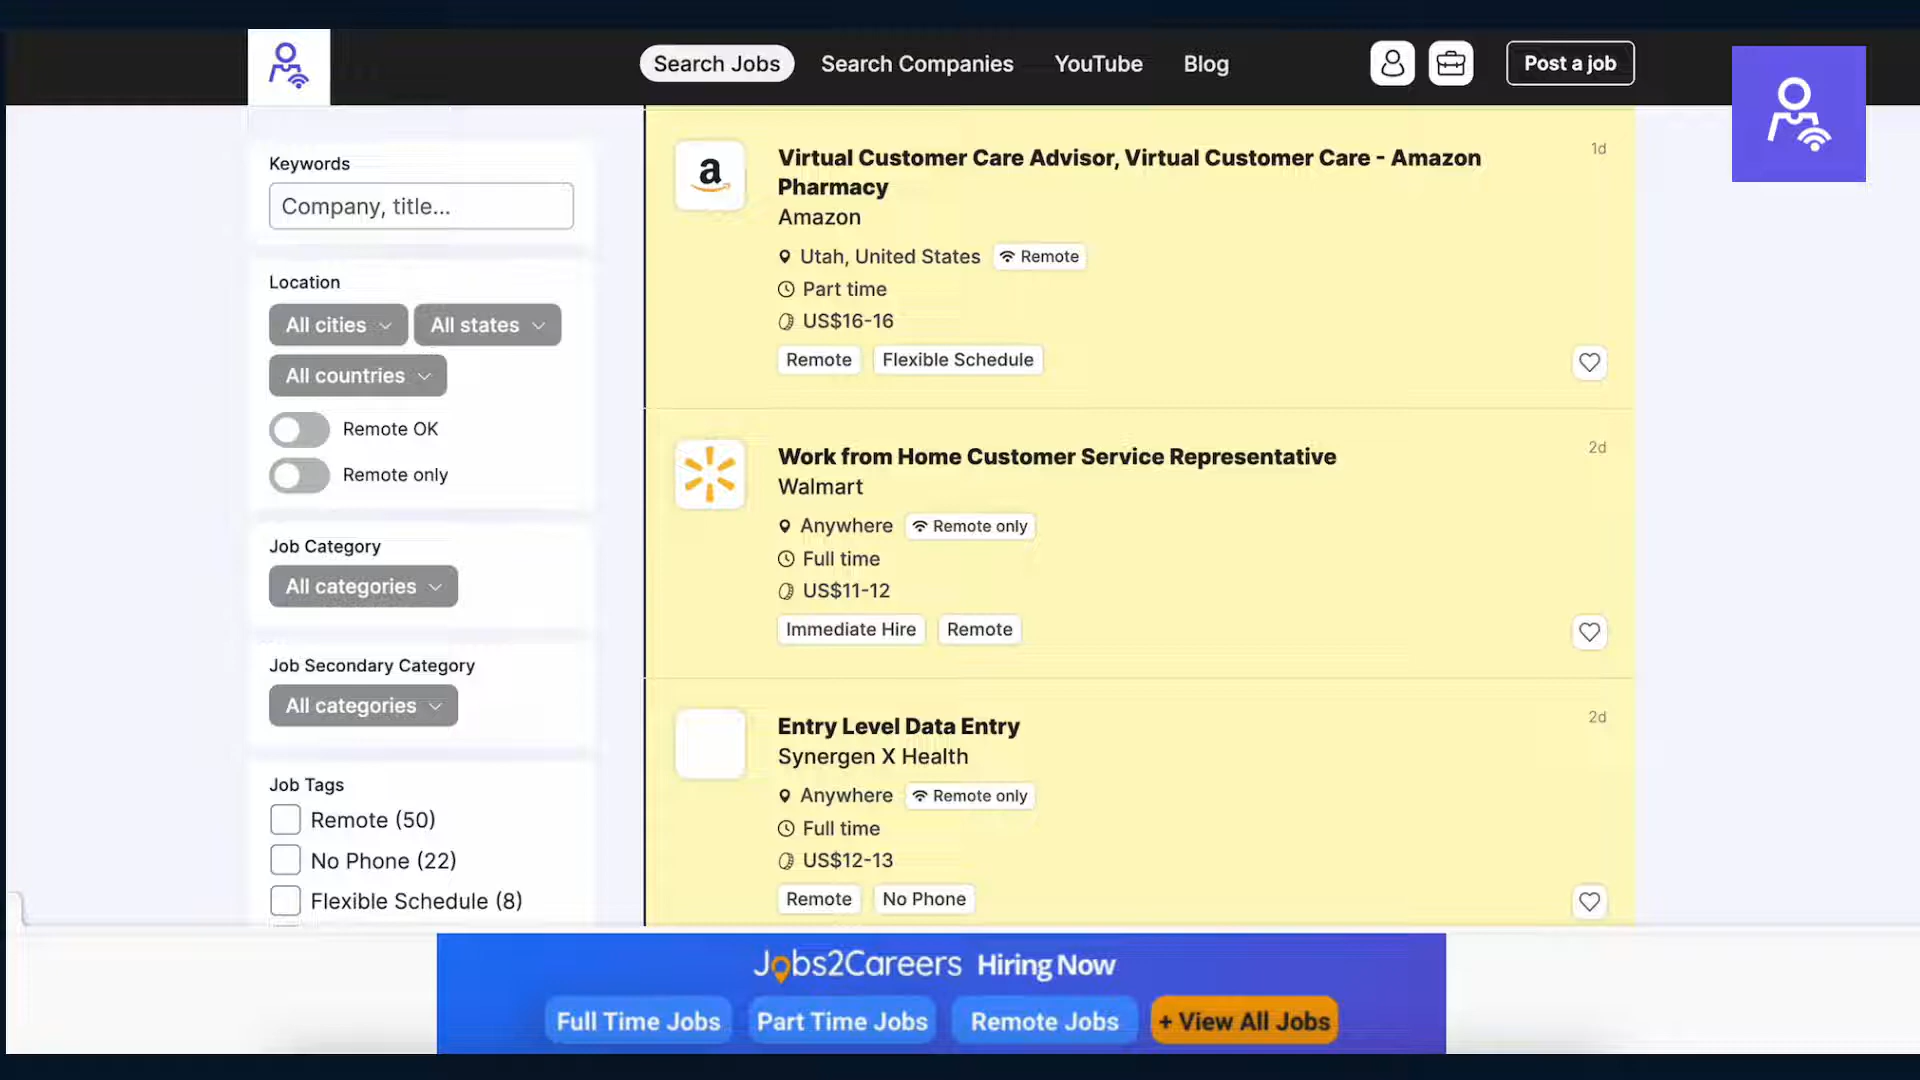 Search Jobs
Search Companies
YouTube
Blog
Post a job
Keywords
Company, title...
Location
All cities
All states
All countries
Remote OK
Remote only
Job Category
All categories
Job Secondary Category
All categories
Job Tags
Remote (50)
No Phone (22)
Flexible Schedule (8)
a
Virtual Customer Care Advisor, Virtual Customer Care - Amazon
Pharmacy
1d
Amazon
Utah, United States
Remote
Part time
US$16-16
Remote
Flexible Schedule
Work from Home Customer Service Representative
2d
Walmart
Anywhere
Remote only
Full time
US$11-12
Immediate Hire
Remote
Entry Level Data Entry
2d
Synergen X Health
Anywhere
Remote only
Full time
US$12-13
Remote
No Phone
Jobs2Careers Hiring Now
Full Time Jobs
Part Time Jobs
Remote Jobs
+ View All Jobs